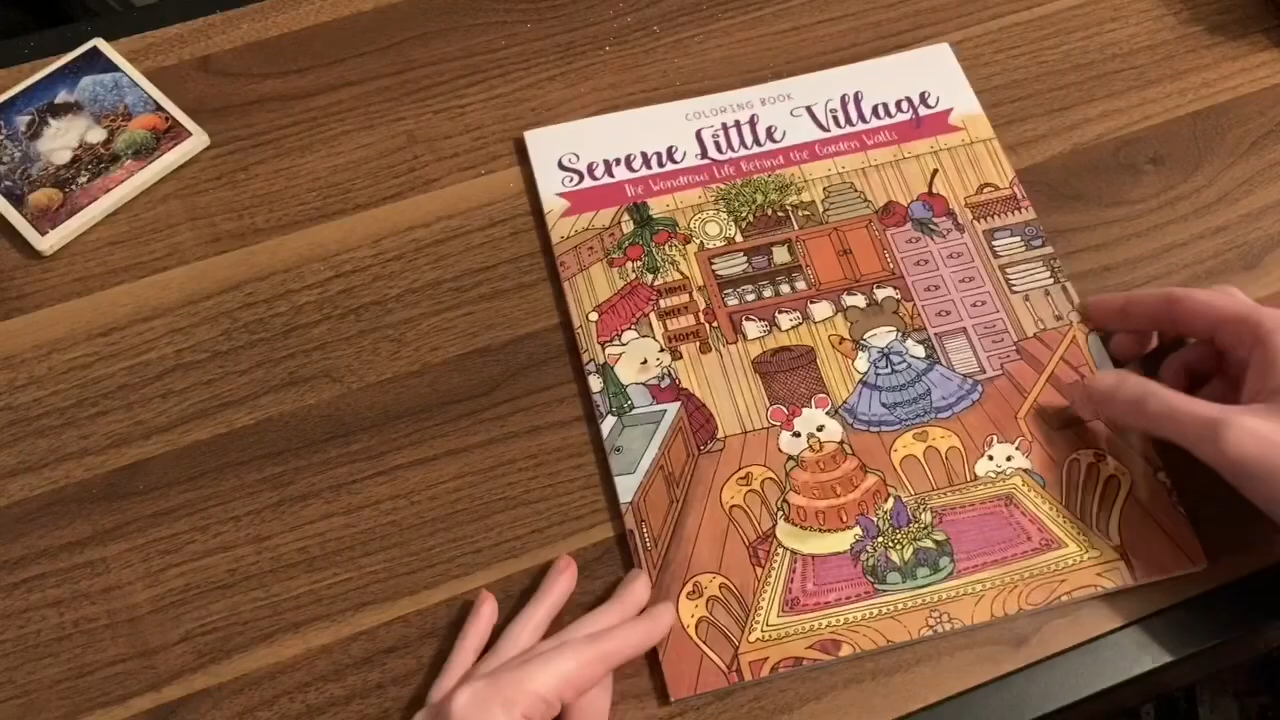 COLORING BOOK
Serene Little Village
The Wondrous Life Behind the Garden Walls
HOME
SWEET
HOME